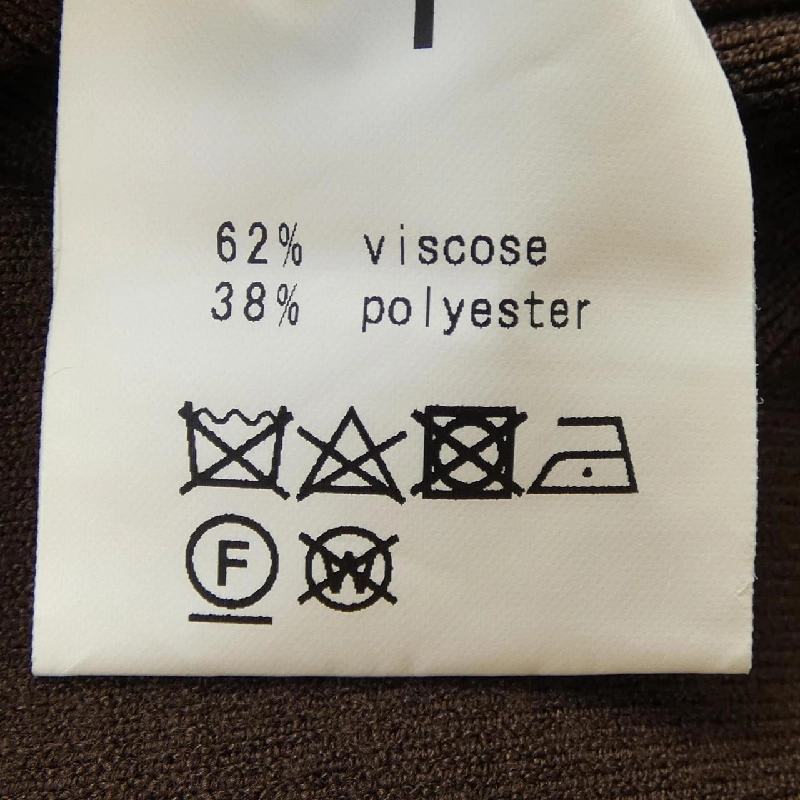 62% viscose
38% polyester
F W